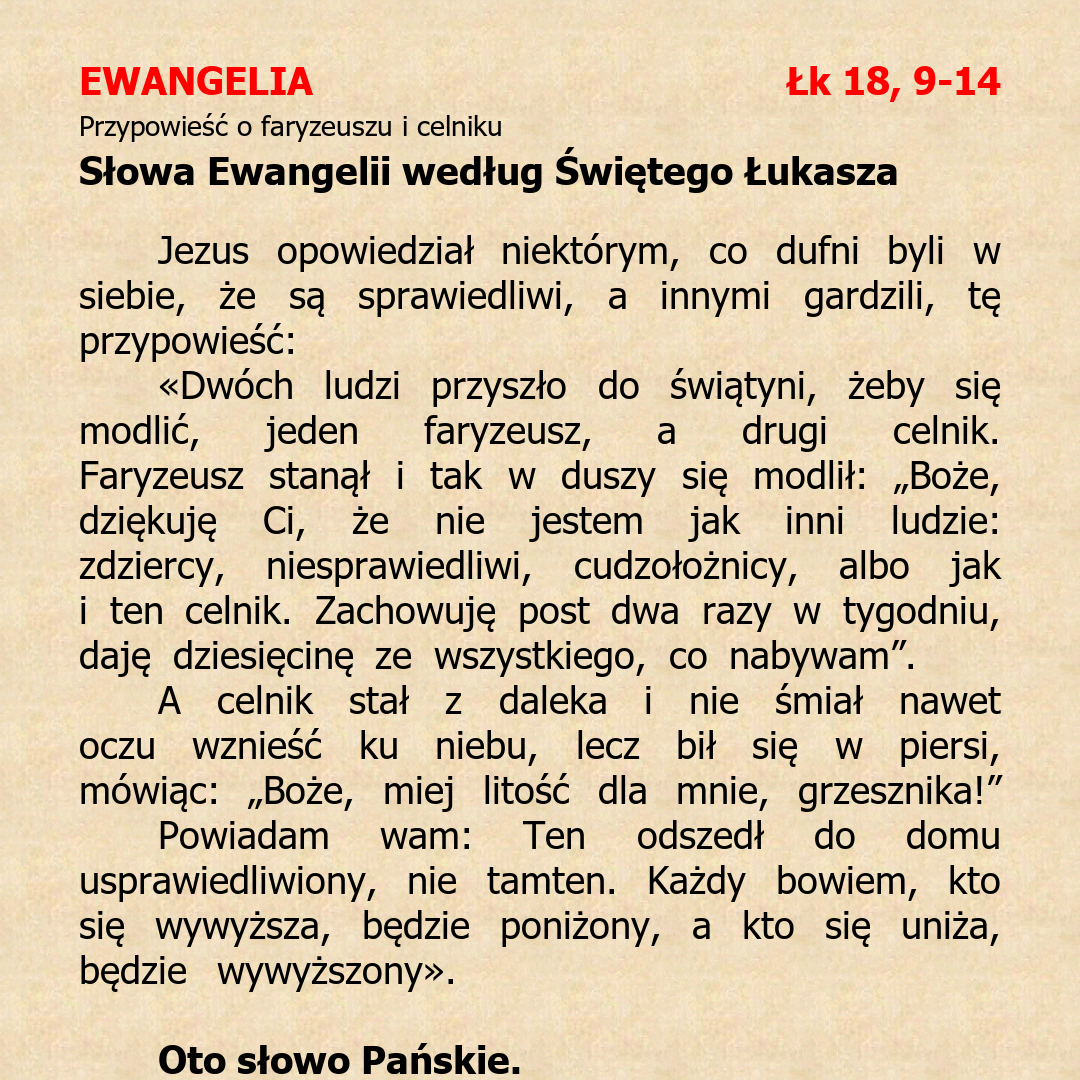 EWANGELIA Łk 18, 9-14
Przypowieść o faryzeuszu i celniku
Słowa Ewangelii według Świętego Łukasza
Jezus opowiedział niektórym, co dufni byli w
siebie, że są sprawiedliwi, a innymi gardzili, tę
przypowieść:
«Dwóch ludzi przyszło do świątyni, żeby się
modlić, jeden faryzeusz, a drugi celnik.
Faryzeusz stanął i tak w duszy się modlił: „Boże,
dziękuję Ci, że nie jestem jak inni ludzie:
zdziercy, niesprawiedliwi, cudzołożnicy, albo jak
i ten celnik. Zachowuję post dwa razy w tygodniu,
daję dziesięcinę ze wszystkiego, co nabywam”.
A celnik stał z daleka i nie śmiał nawet
oczu wznieść ku niebu, lecz bił się w piersi,
mówiąc: „Boże, miej litość dla mnie, grzesznika!”
Powiadam wam: Ten odszedł do domu
usprawiedliwiony, nie tamten. Każdy bowiem, kto
się wywyższa, będzie poniżony, a kto się uniża,
będzie wywyższony».
Oto słowo Pańskie.